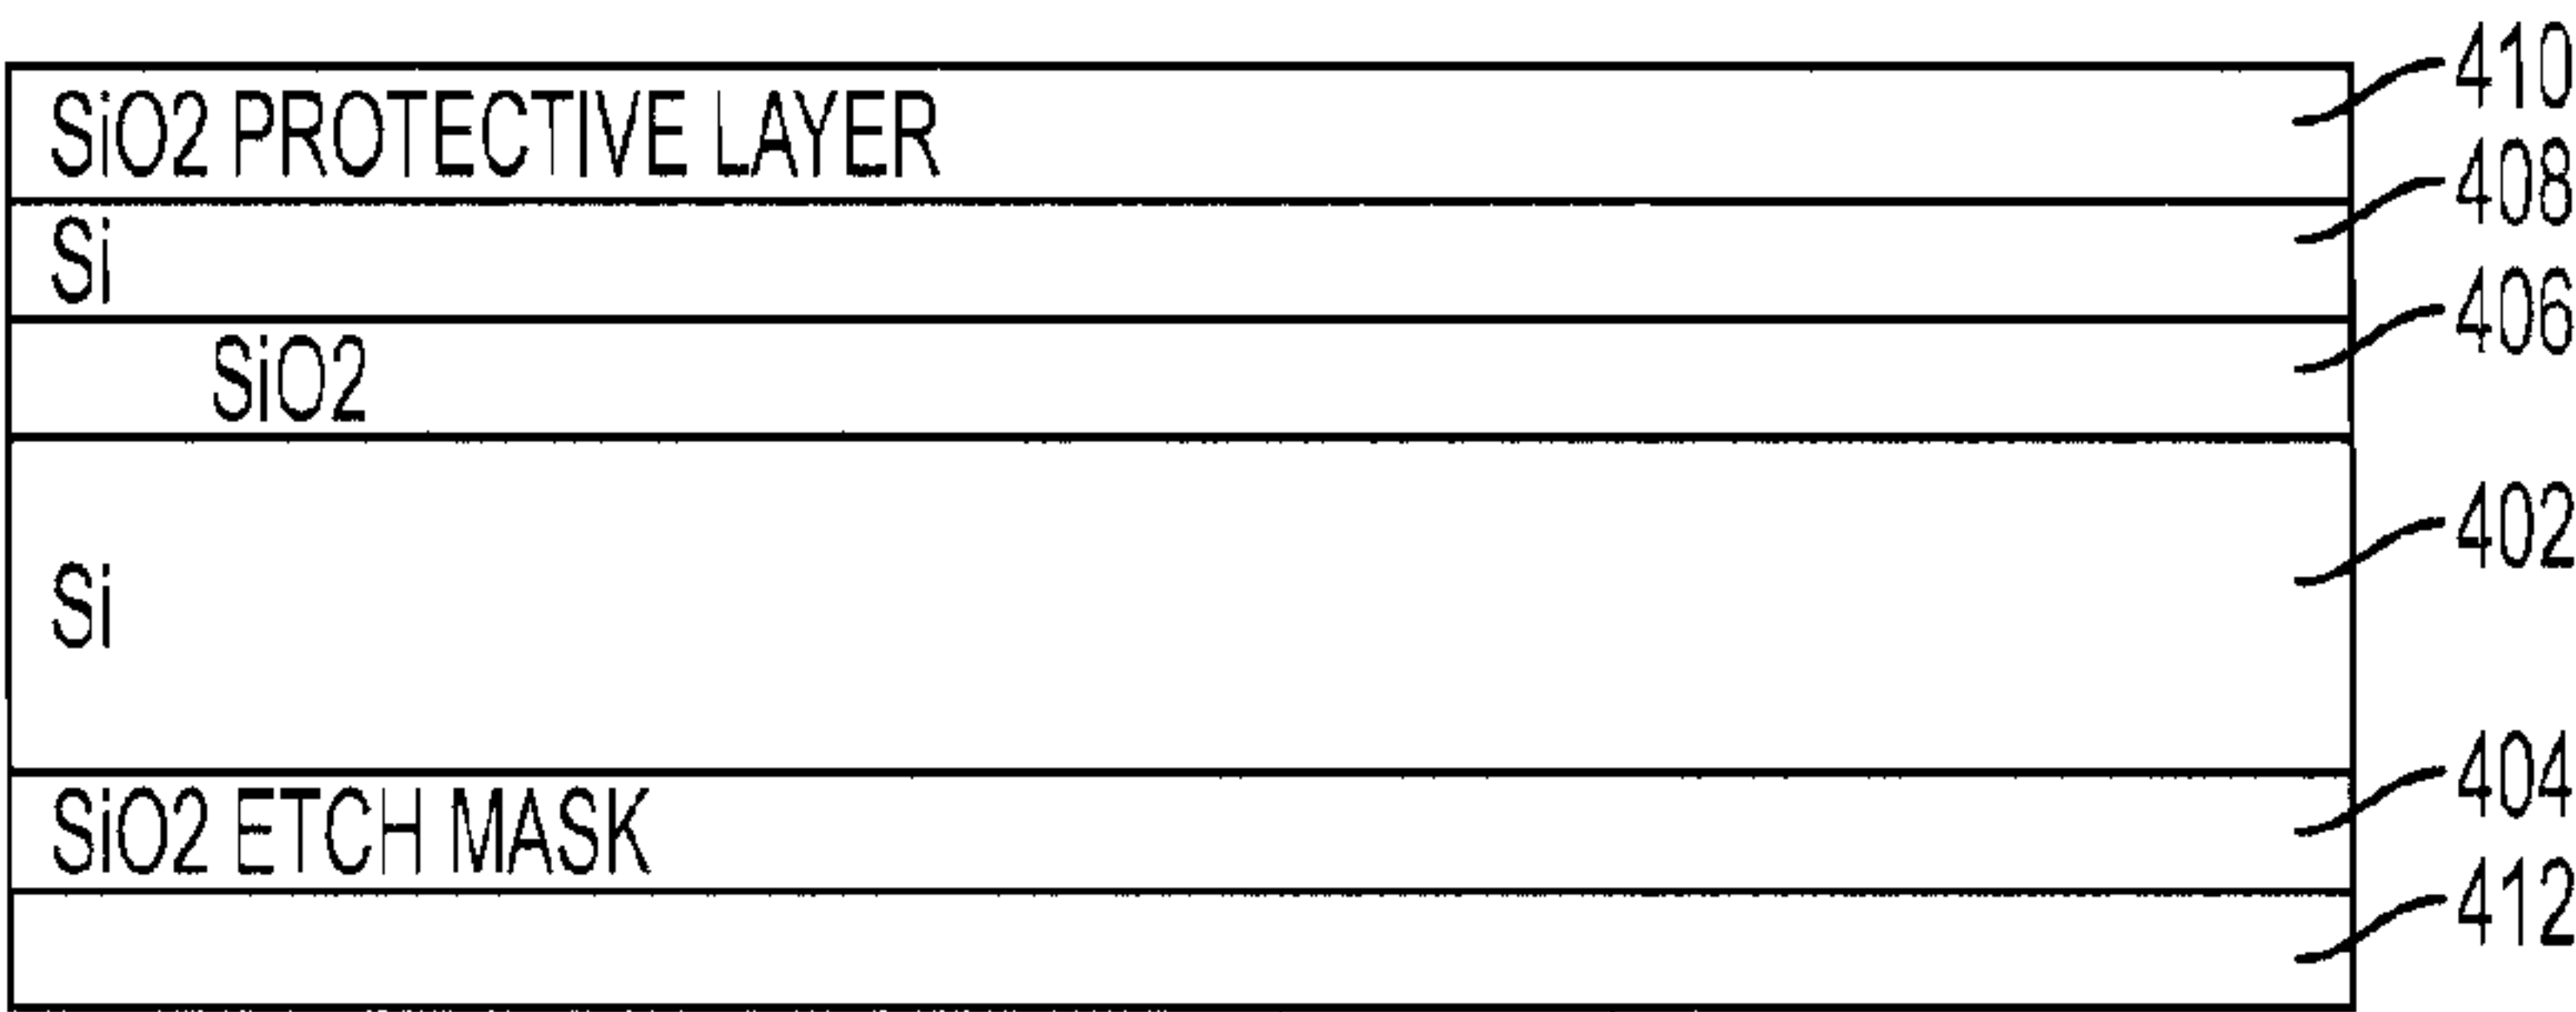 410
SiO2 PROTECTIVE LAYER
408
Si
406
SiO2
402
Si
404
SiO2 ETCH MASK
412